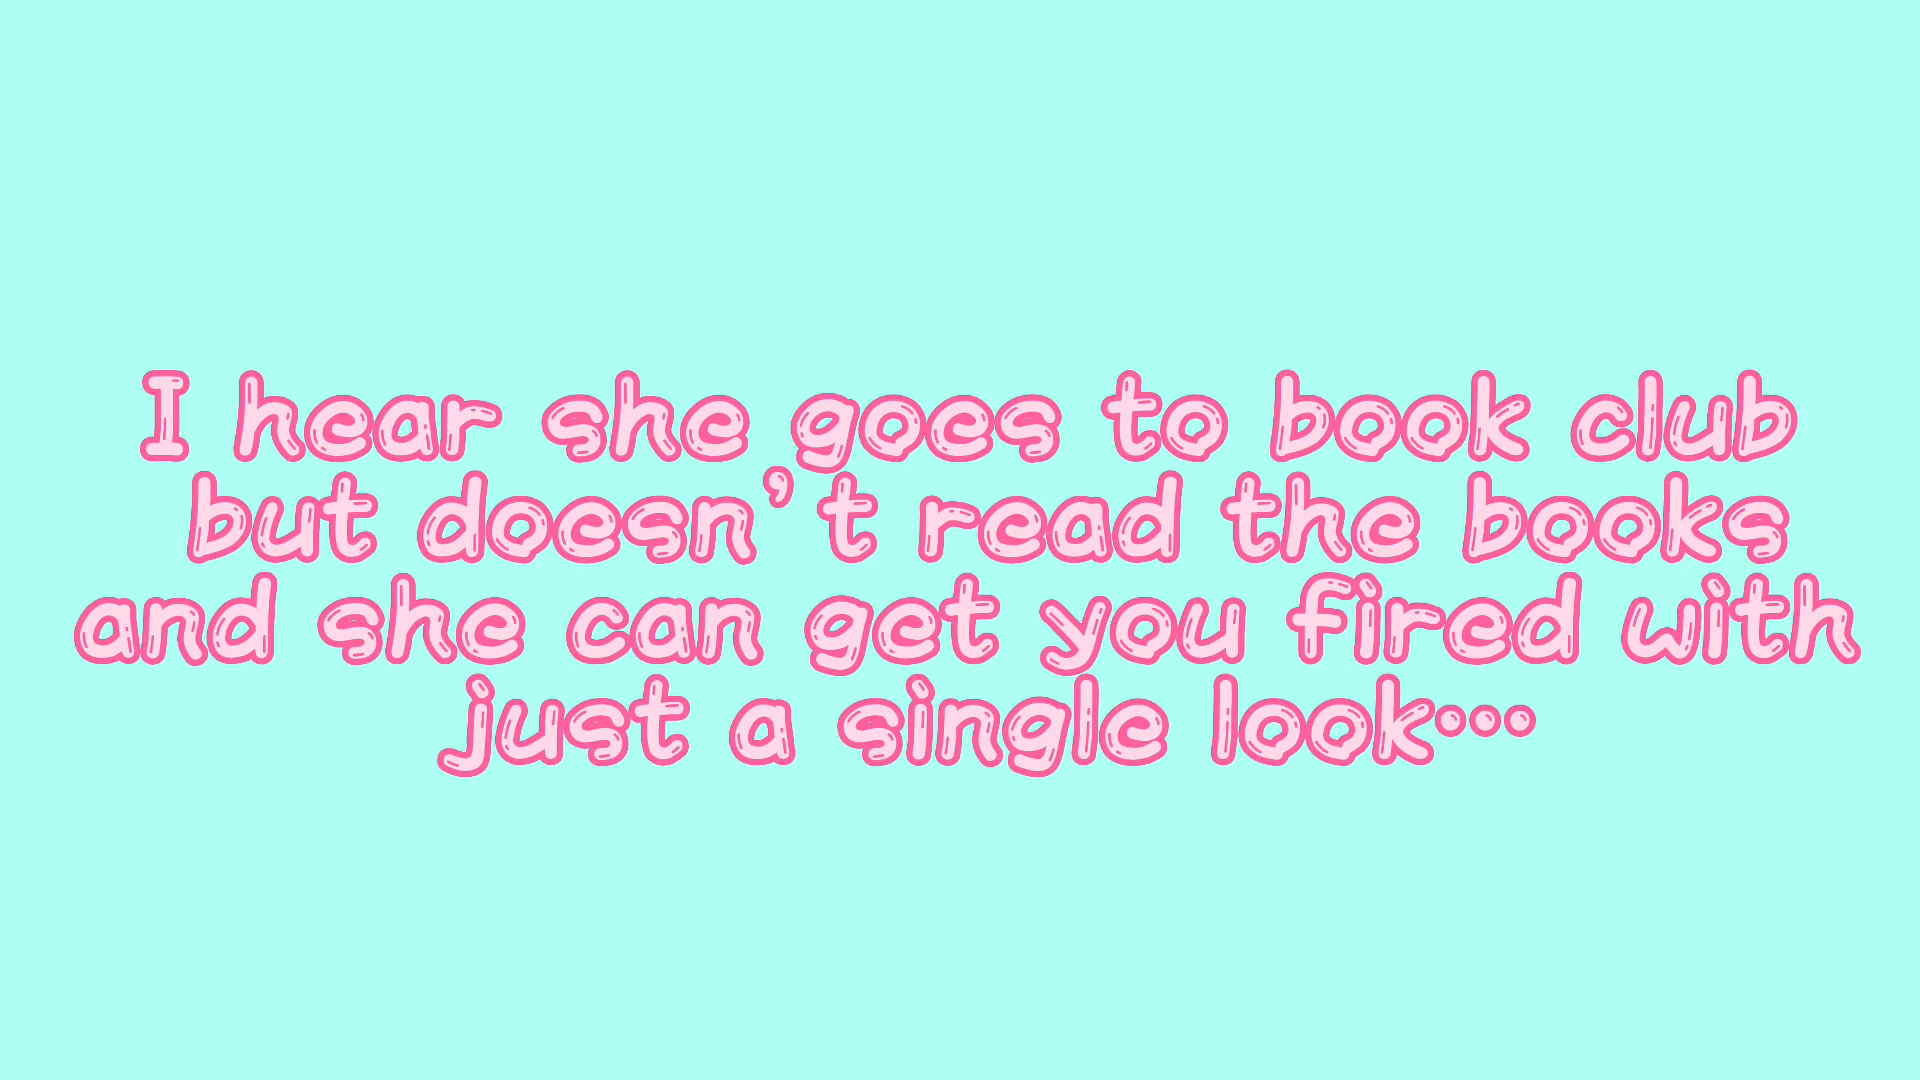 I hear she goes to book club
but doesn’t read the books
and she can get you fired with
just a single look…